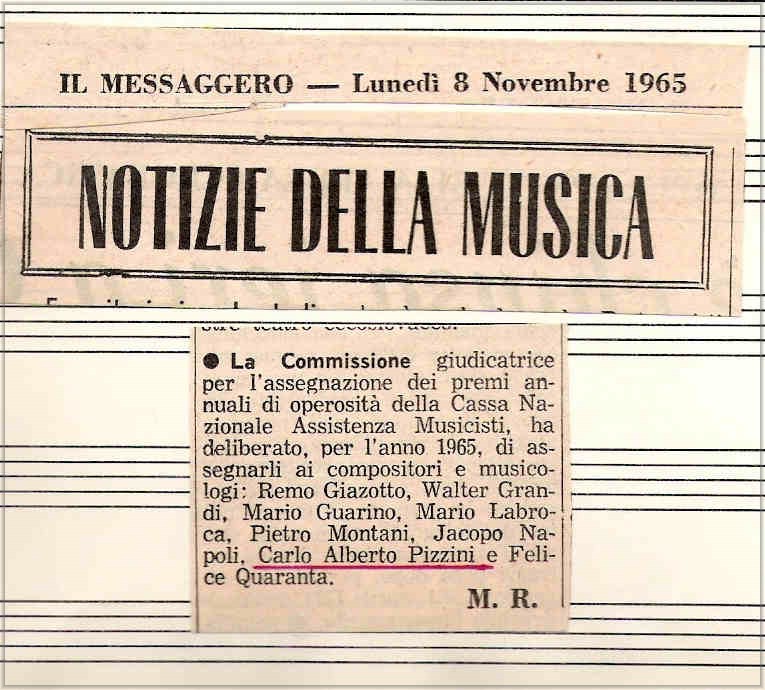 IL MESSAGGERO — Lunedì 8 Novembre 1965
NOTIZIE DELLA MUSICA
● La Commissione giudicatrice
per l'assegnazione dei premi an-
nuali di operosità della Cassa Na-
zionale Assistenza Musicisti, ha
deliberato, per l'anno 1965, di as-
segnarli ai compositori e musico-
logi: Remo Giazotto, Walter Gran-
di, Mario Guarino, Mario Labro-
ca, Pietro Montani, Jacopo Na-
poli, Carlo Alberto Pizzini e Feli-
ce Quaranta.
M. R.